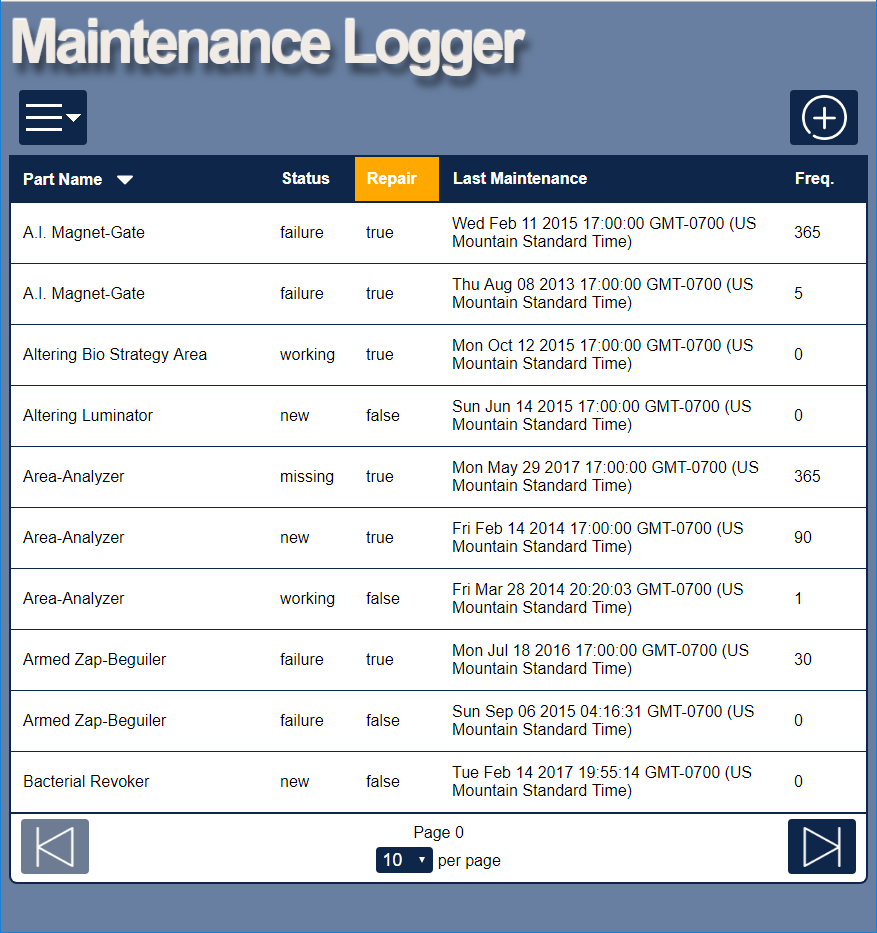 Maintenance Logger
Part Name Status Repair Last Maintenance Freq.
A.I. Magnet-Gate failure true Wed Feb 11 2015 17:00:00 GMT-0700 (US 365
Mountain Standard Time)
A.I. Magnet-Gate failure true Thu Aug 08 2013 17:00:00 GMT-0700 (US 5
Mountain Standard Time)
Altering Bio Strategy Area working true Mon Oct 12 2015 17:00:00 GMT-0700 (US 0
Mountain Standard Time)
Altering Luminator new false Sun Jun 14 2015 17:00:00 GMT-0700 (US 0
Mountain Standard Time)
Area-Analyzer missing true Mon May 29 2017 17:00:00 GMT-0700 (US 365
Mountain Standard Time)
Area-Analyzer new true Fri Feb 14 2014 17:00:00 GMT-0700 (US 90
Mountain Standard Time)
Area-Analyzer working false Fri Mar 28 2014 20:20:03 GMT-0700 (US 1
Mountain Standard Time)
Armed Zap-Beguiler failure true Mon Jul 18 2016 17:00:00 GMT-0700 (US 30
Mountain Standard Time)
Armed Zap-Beguiler failure false Sun Sep 06 2015 04:16:31 GMT-0700 (US 0
Mountain Standard Time)
Bacterial Revoker new false Tue Feb 14 2017 19:55:14 GMT-0700 (US 0
Mountain Standard Time)
Page 0
10 per page